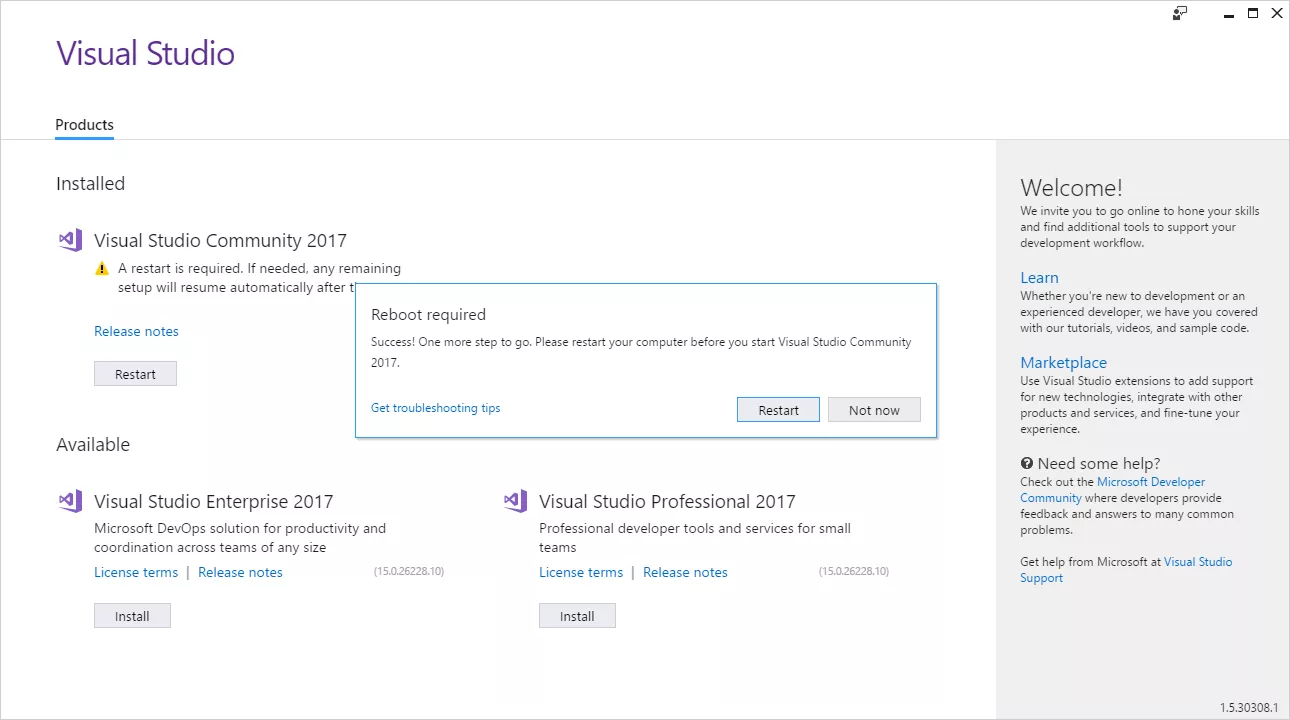 Visual Studio
Products
Installed
Visual Studio Community 2017
A restart is required. If needed, any remaining
setup will resume automatically after
Release notes
Restart
Reboot required
Success! One more step to go. Please restart your computer before you start Visual Studio Community
2017.
Get troubleshooting tips
Restart
Not now
Available
Visual Studio Enterprise 2017
Microsoft DevOps solution for productivity and
coordination across teams of any size
License terms | Release notes
(15.0.26228.10)
Install
Visual Studio Professional 2017
Professional developer tools and services for small
teams
License terms | Release notes
(15.0.26228.10)
Install
Welcome!
We invite you to go online to hone your skills
and find additional tools to support your
development workflow.
Learn
Whether you're new to development or an
experienced developer, we have you covered
with our tutorials, videos, and sample code.
Marketplace
Use Visual Studio extensions to add support
for new technologies, integrate with other
products and services, and fine-tune your
experience.
Need some help?
Check out the Microsoft Developer
Community where developers provide
feedback and answers to many common
problems.
Get help from Microsoft at Visual Studio
Support
1.5.30308.1